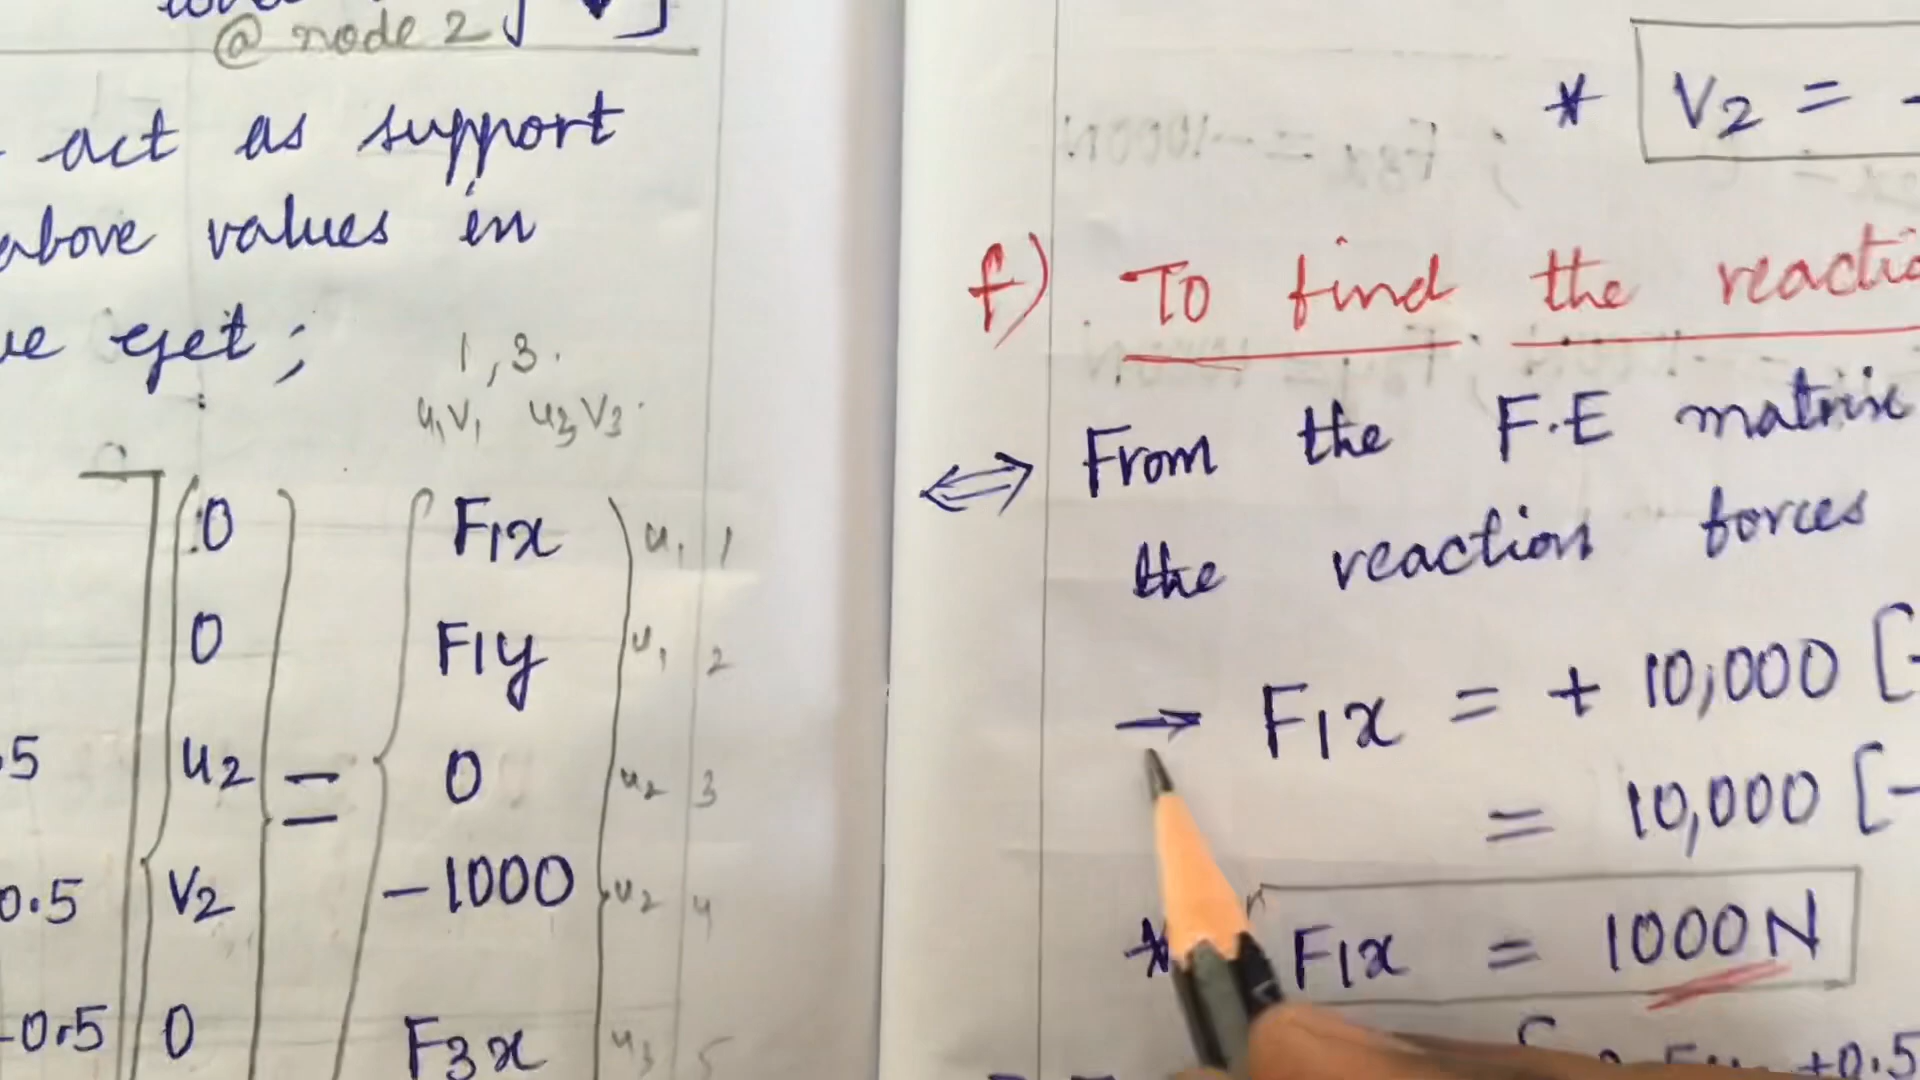 @ node 2
act as support
above values in
get ;
1 , 3 .
u1 v1 u3 v3
0 F1x u1 1
0 F1y v1 2
.5 u2 = 0 u2 3
0.5 v2 -1000 v2 4
-0.5 0 F3x u3 5
* V2 = -
f) To find the reactio
⇔ From the F.E matrix
the reaction forces
→ F1x = + 10,000 [-
= 10,000 [-
* F1x = 1000 N
+0.5